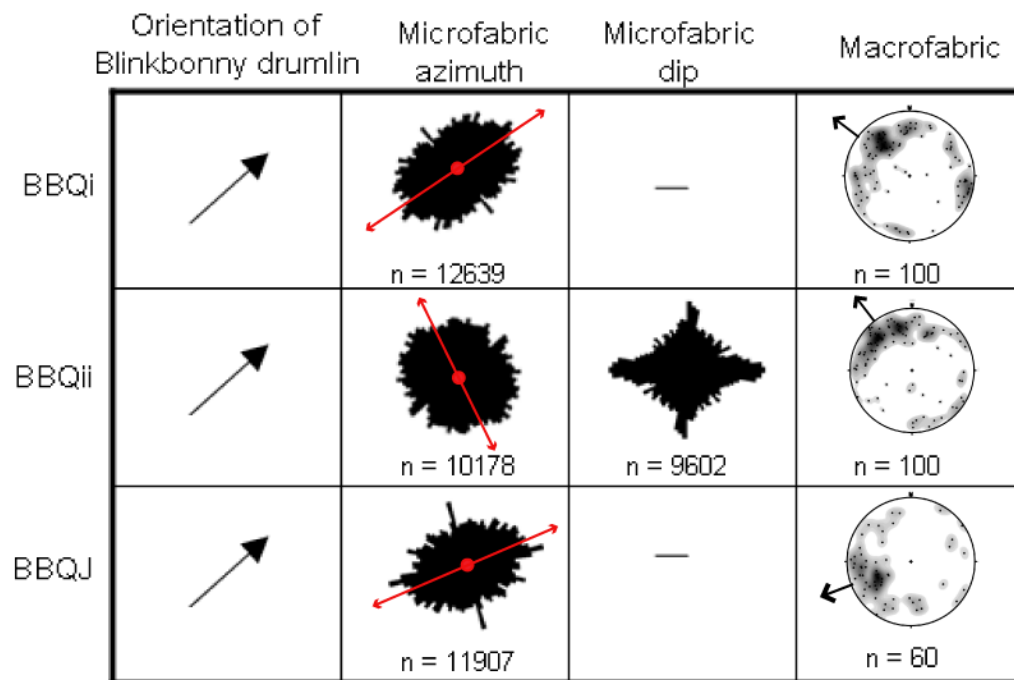 Orientation of
Blinkbonny drumlin
Microfabric
azimuth
Microfabric
dip
Macrofabric
BBQi
n = 12639
n = 100
BBQii
n = 10178
n = 9602
n = 100
BBQJ
n = 11907
n = 60